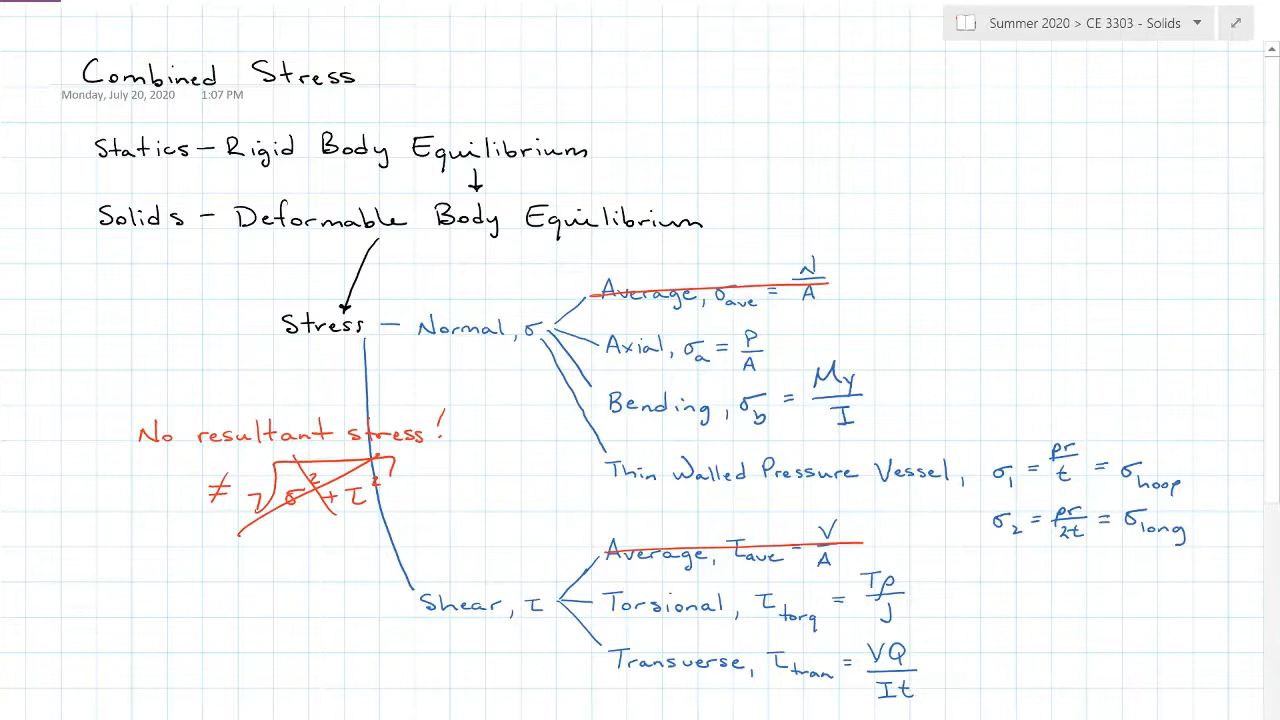 Summer 2020 > CE 3303 - Solids
Combined Stress
Monday, July 20, 2020 1:07 PM
Statics – Rigid Body Equilibrium
↓
Solids – Deformable Body Equilibrium
Average, σave = N/A
Stress – Normal, σ
Axial, σa = P/A
Bending, σb = My/I
No resultant stress!
Thin Walled Pressure Vessel, σ1 = pr/t = σhoop
≠ √σ² + τ²
σ2 = pr/2t = σlong
Average, τave = V/A
Shear, τ
Torsional, τtorq = Tρ/J
Transverse, τtran = VQ/It